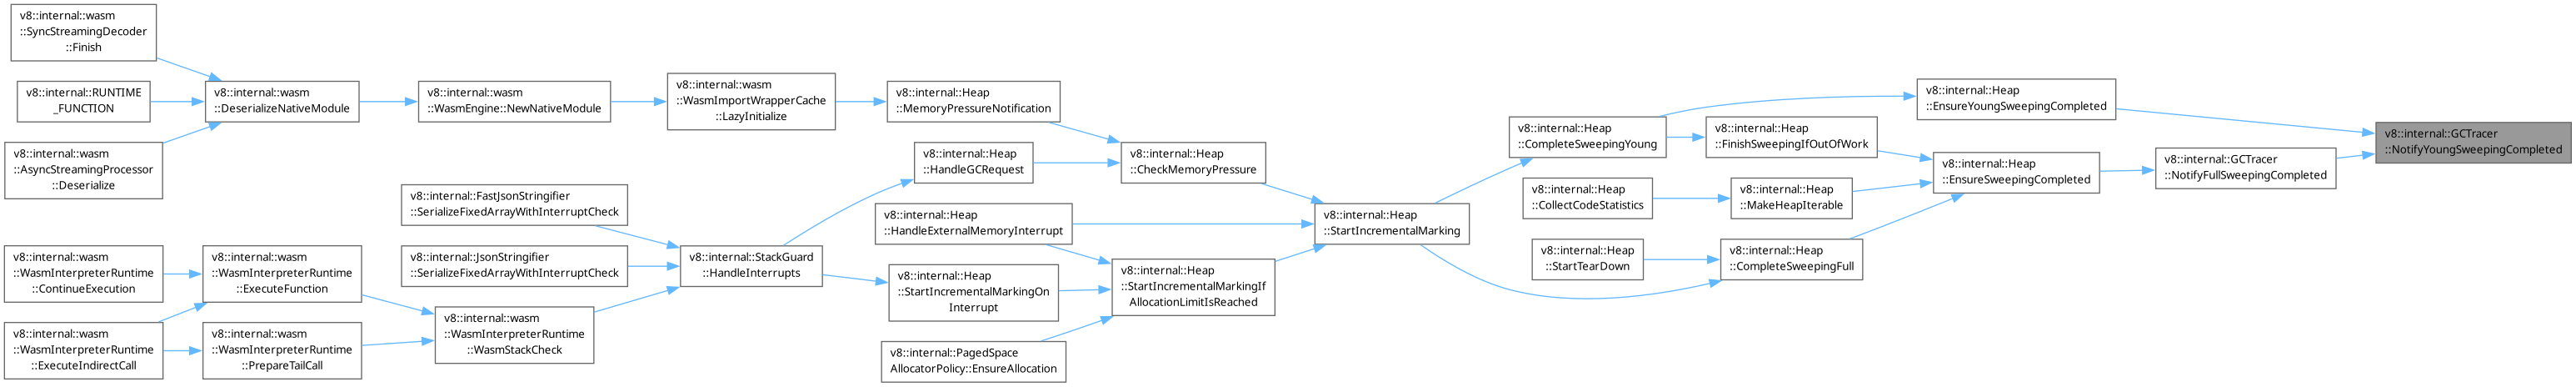 v8::internal::wasm
::SyncStreamingDecoder
::Finish
v8::internal::RUNTIME
_FUNCTION
v8::internal::wasm
::AsyncStreamingProcessor
::Deserialize
v8::internal::wasm
::WasmInterpreterRuntime
::ContinueExecution
v8::internal::wasm
::WasmInterpreterRuntime
::ExecuteIndirectCall
v8::internal::wasm
::DeserializeNativeModule
v8::internal::wasm
::WasmInterpreterRuntime
::ExecuteFunction
v8::internal::wasm
::WasmInterpreterRuntime
::PrepareTailCall
v8::internal::wasm
::WasmEngine::NewNativeModule
v8::internal::FastJsonStringifier
::SerializeFixedArrayWithInterruptCheck
v8::internal::JsonStringifier
::SerializeFixedArrayWithInterruptCheck
v8::internal::wasm
::WasmInterpreterRuntime
::WasmStackCheck
v8::internal::wasm
::WasmImportWrapperCache
::LazyInitialize
v8::internal::StackGuard
::HandleInterrupts
v8::internal::Heap
::MemoryPressureNotification
v8::internal::Heap
::HandleGCRequest
v8::internal::Heap
::HandleExternalMemoryInterrupt
v8::internal::Heap
::StartIncrementalMarkingOn
Interrupt
v8::internal::PagedSpace
AllocatorPolicy::EnsureAllocation
v8::internal::Heap
::CheckMemoryPressure
v8::internal::Heap
::StartIncrementalMarkingIf
AllocationLimitIsReached
v8::internal::Heap
::StartIncrementalMarking
v8::internal::Heap
::CompleteSweepingYoung
v8::internal::Heap
::CollectCodeStatistics
v8::internal::Heap
::StartTearDown
v8::internal::Heap
::FinishSweepingIfOutOfWork
v8::internal::Heap
::MakeHeapIterable
v8::internal::Heap
::CompleteSweepingFull
v8::internal::Heap
::EnsureYoungSweepingCompleted
v8::internal::Heap
::EnsureSweepingCompleted
v8::internal::GCTracer
::NotifyFullSweepingCompleted
v8::internal::GCTracer
::NotifyYoungSweepingCompleted